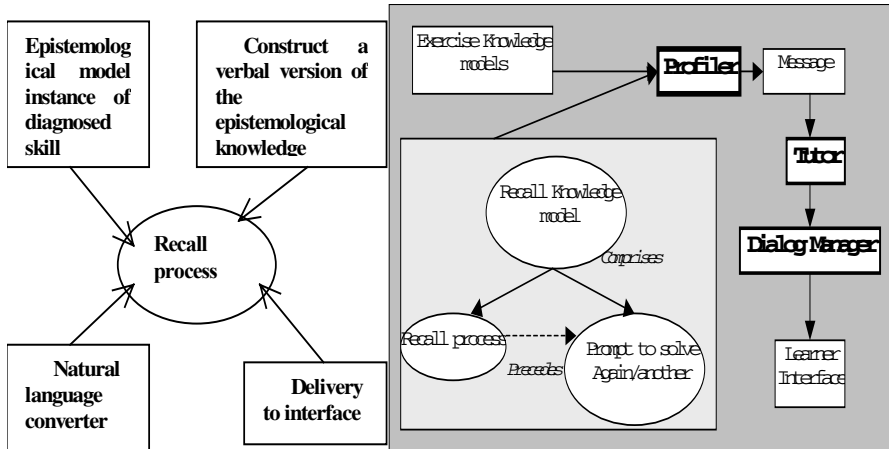 Epistemolog
ical model
instance of
diagnosed
skill
Construct a
verbal version of
the
epistemological
knowledge
Recall
process
Natural
language
converter
Delivery
to interface
Exercise Knowledge
models
Profiler
Message
Tutor
Dialog Manager
Learner
Interface
Recall Knowledge
model
Comprises
Recall process
Precedes
Prompt to solve
Again/another